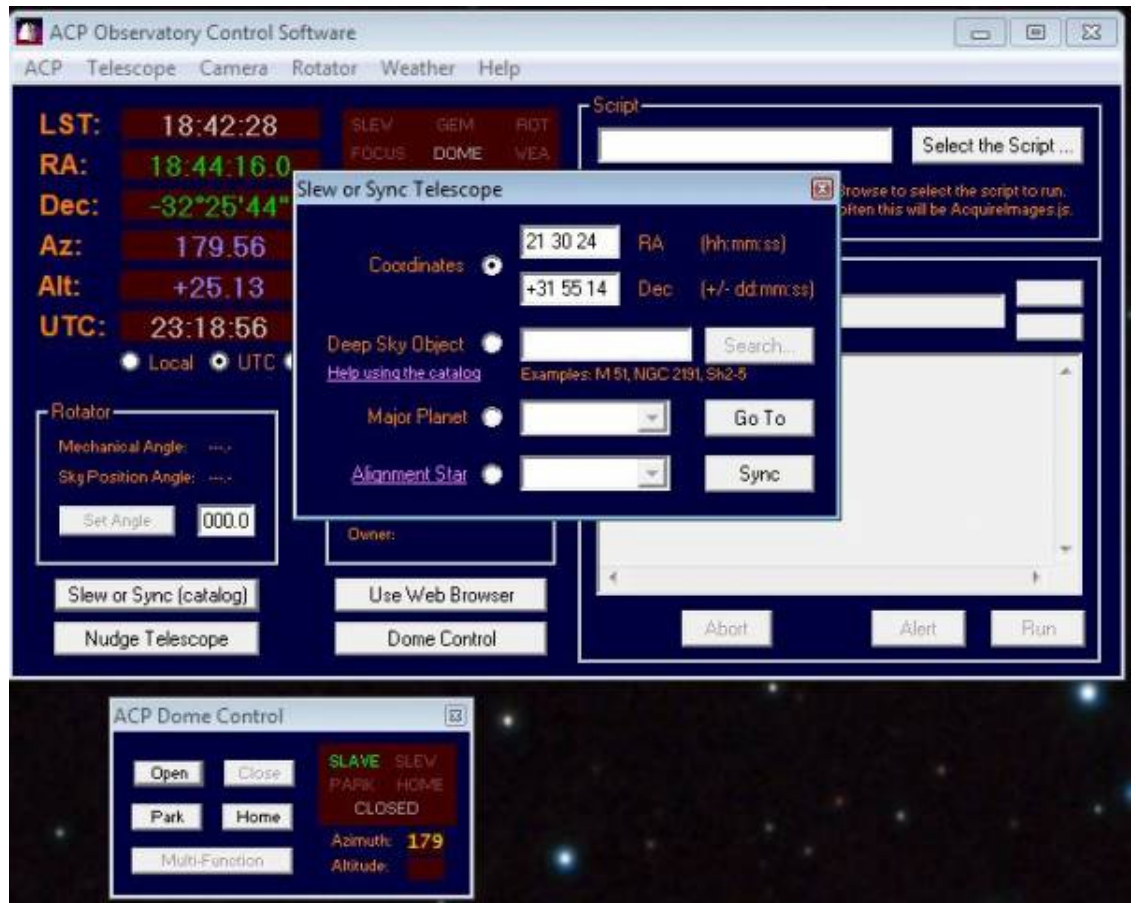 ACP Observatory Control Software
ACP Telescope Camera Rotator Weather Help
LST: 18:42:28
RA: 18:44:16.0
Dec: -32°25'44"
Az: 179.56
Alt: +25.13
UTC: 23:18:56
Local UTC
SLEW GEM ROT
FOCUS DOME WEA
Script
Select the Script ...
Browse to select the script to run.
Often this will be AcquireImages.js.
Slew or Sync Telescope
Coordinates 21 30 24 RA (hh:mm:ss)
+31 55 14 Dec (+/- dd:mm:ss)
Deep Sky Object Search...
Help using the catalog Examples: M 51, NGC 2191, Sh2-5
Major Planet Go To
Alignment Star Sync
Rotator
Mechanical Angle: ---.-
Sky Position Angle: ---.-
Set Angle 000.0
Owner:
Slew or Sync (catalog) Use Web Browser
Nudge Telescope Dome Control
Abort Alert Run
ACP Dome Control
Open Close
Park Home
Multi-Function
SLAVE SLEW
PARK HOME
CLOSED
Azimuth: 179
Altitude: